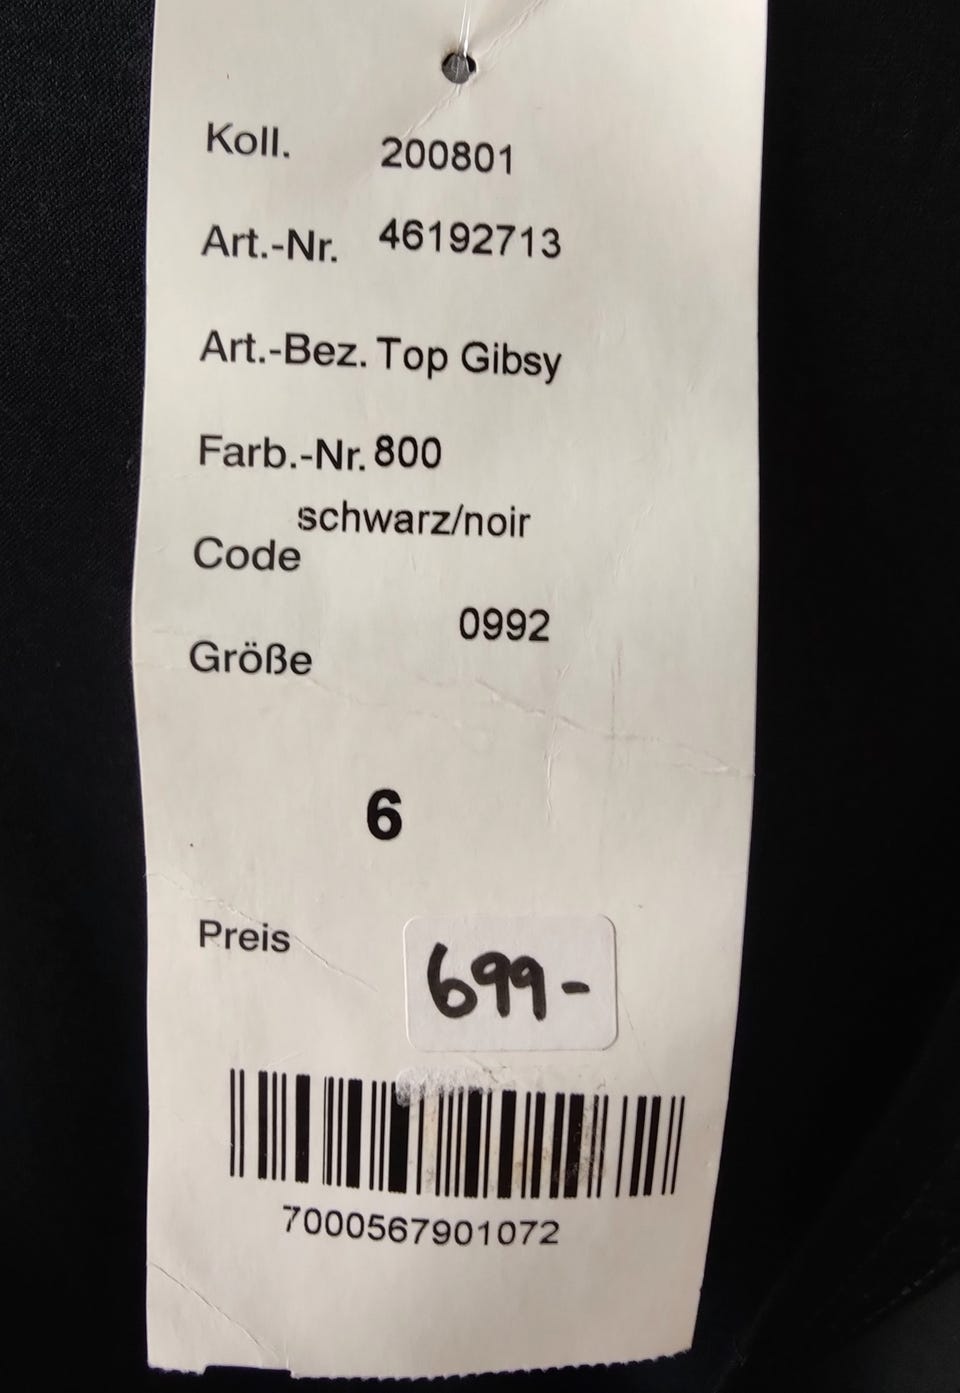 Koll. 200801
Art.-Nr. 46192713
Art.-Bez. Top Gibsy
Farb.-Nr. 800
schwarz/noir
Code
0992
Größe
6
Preis 699-
7000567901072